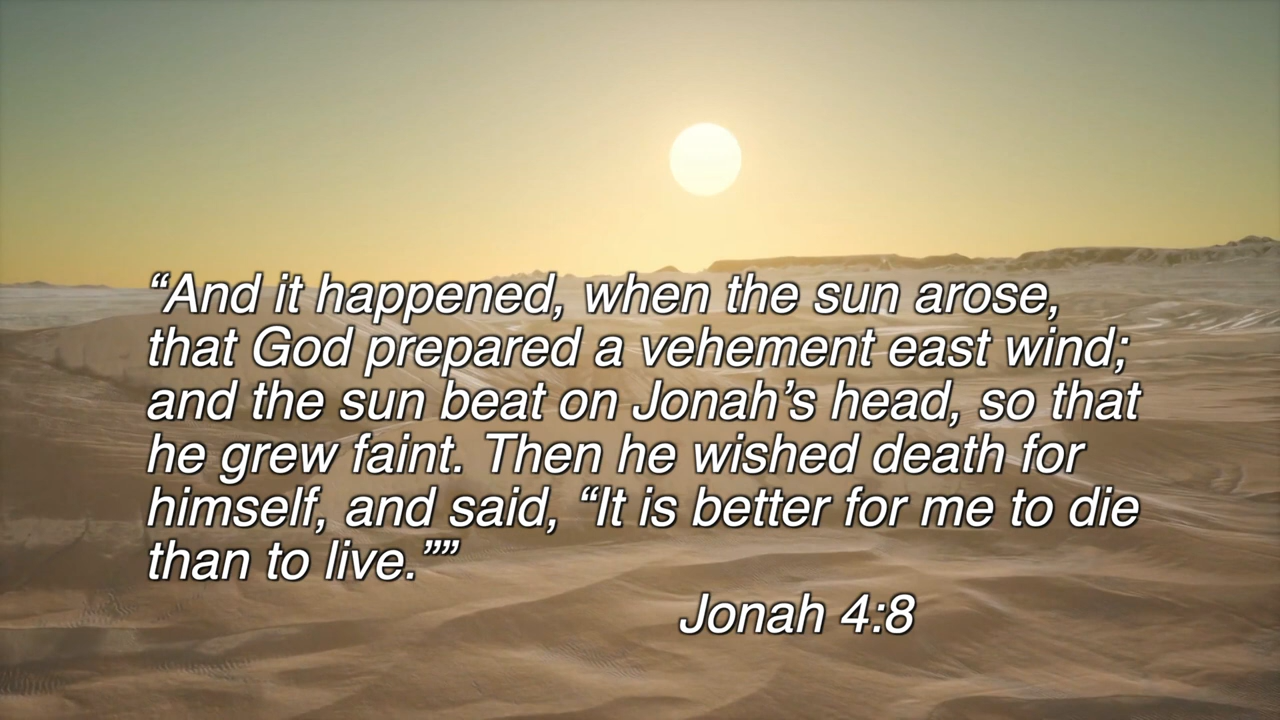 “And it happened, when the sun arose,
that God prepared a vehement east wind;
and the sun beat on Jonah’s head, so that
he grew faint. Then he wished death for
himself, and said, “It is better for me to die
than to live.””
Jonah 4:8